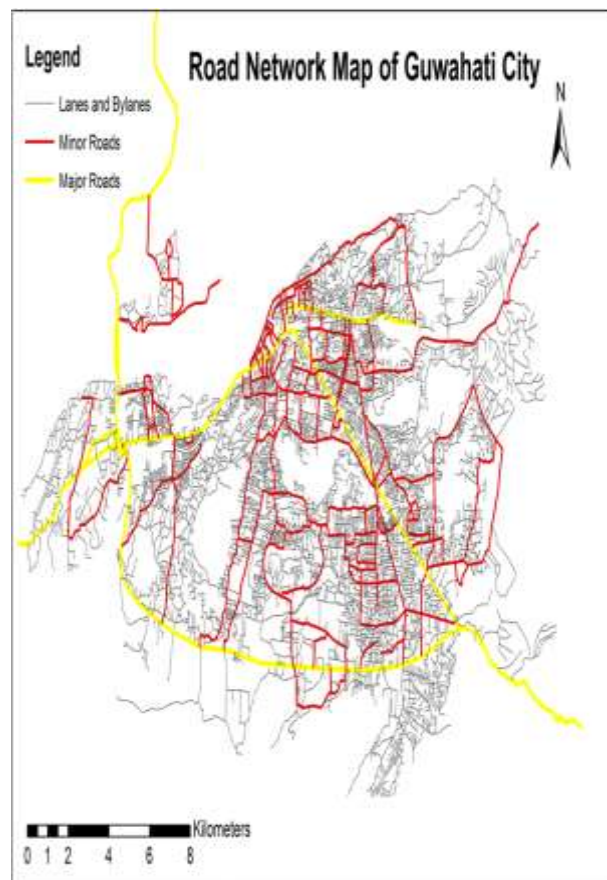 Road Network Map of Guwahati City
Legend
Lanes and Bylanes
Minor Roads
Major Roads
N
Kilometers
0 1 2 4 6 8